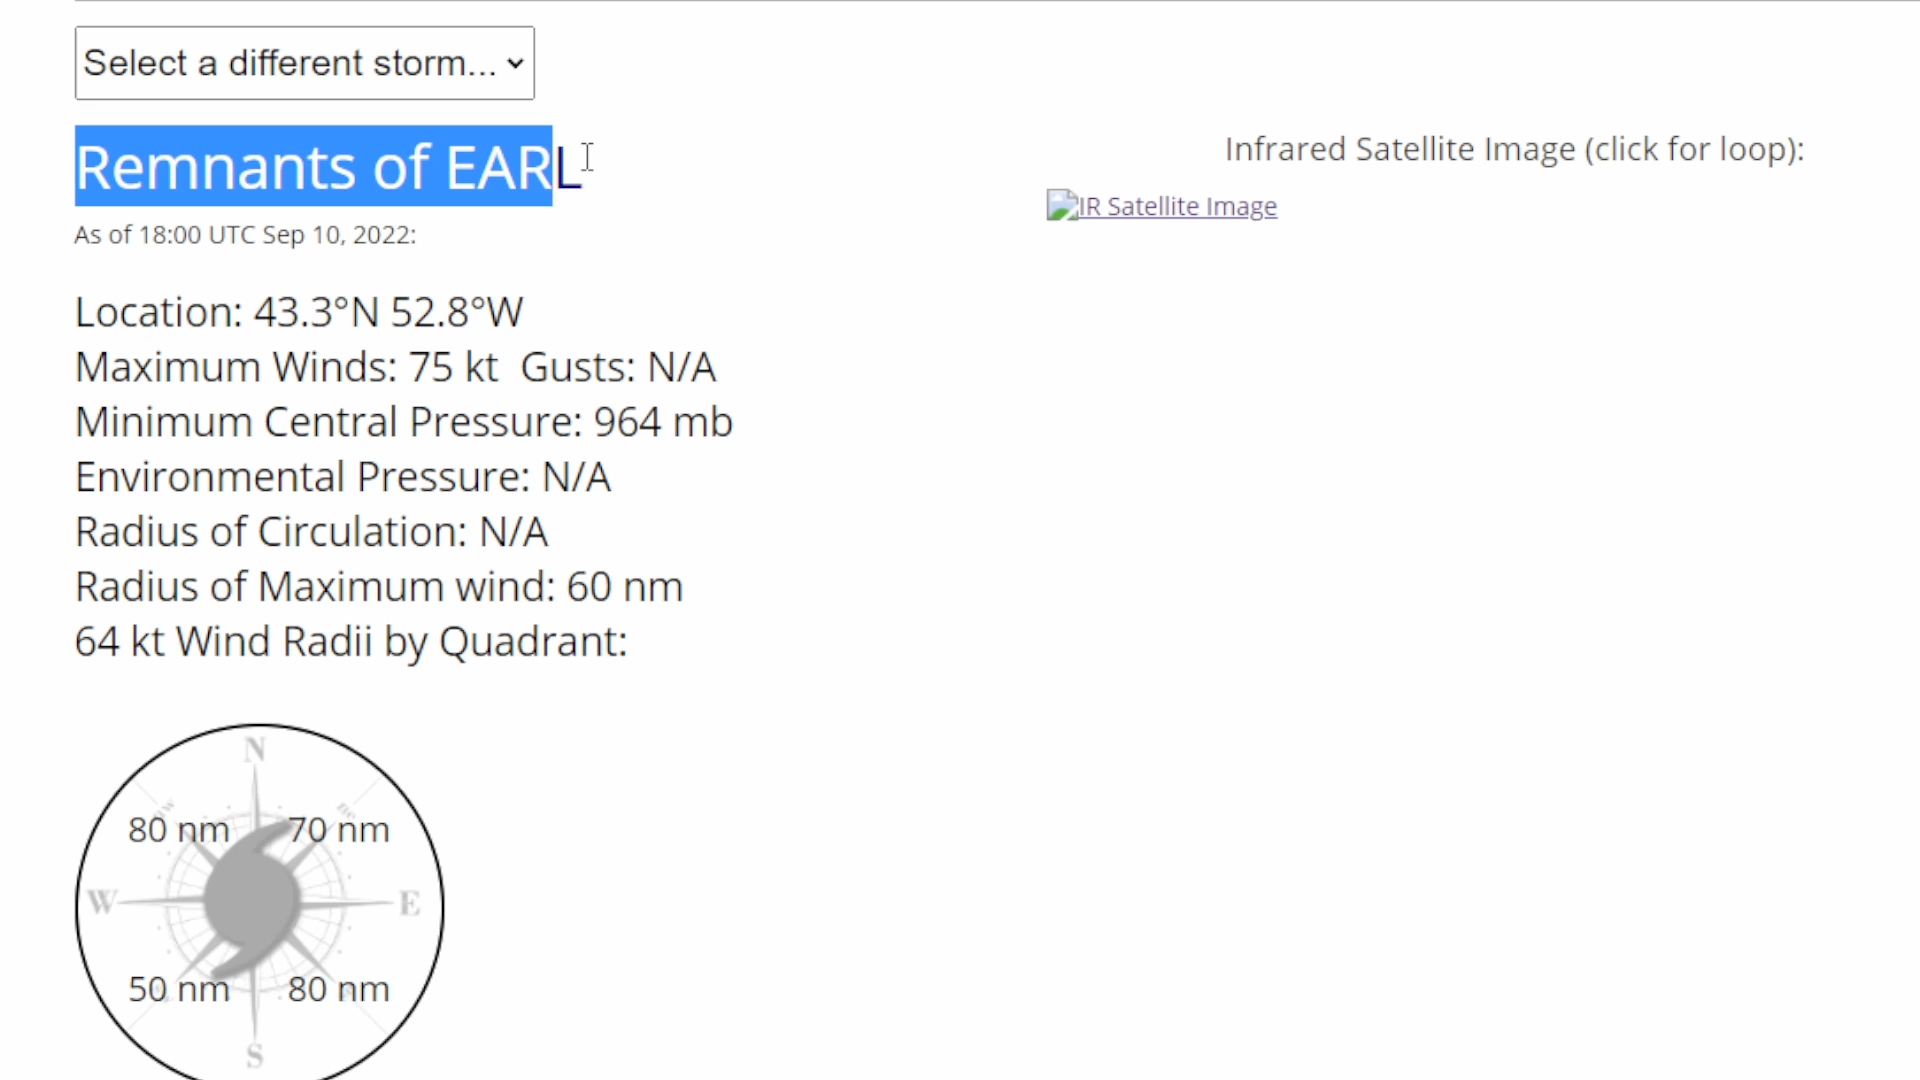 Select a different storm...
Remnants of EARL
As of 18:00 UTC Sep 10, 2022:
Infrared Satellite Image (click for loop):
IR Satellite Image
Location: 43.3°N 52.8°W
Maximum Winds: 75 kt  Gusts: N/A
Minimum Central Pressure: 964 mb
Environmental Pressure: N/A
Radius of Circulation: N/A
Radius of Maximum wind: 60 nm
64 kt Wind Radii by Quadrant:
N
nw ne
80 nm 70 nm
W E
50 nm 80 nm
S